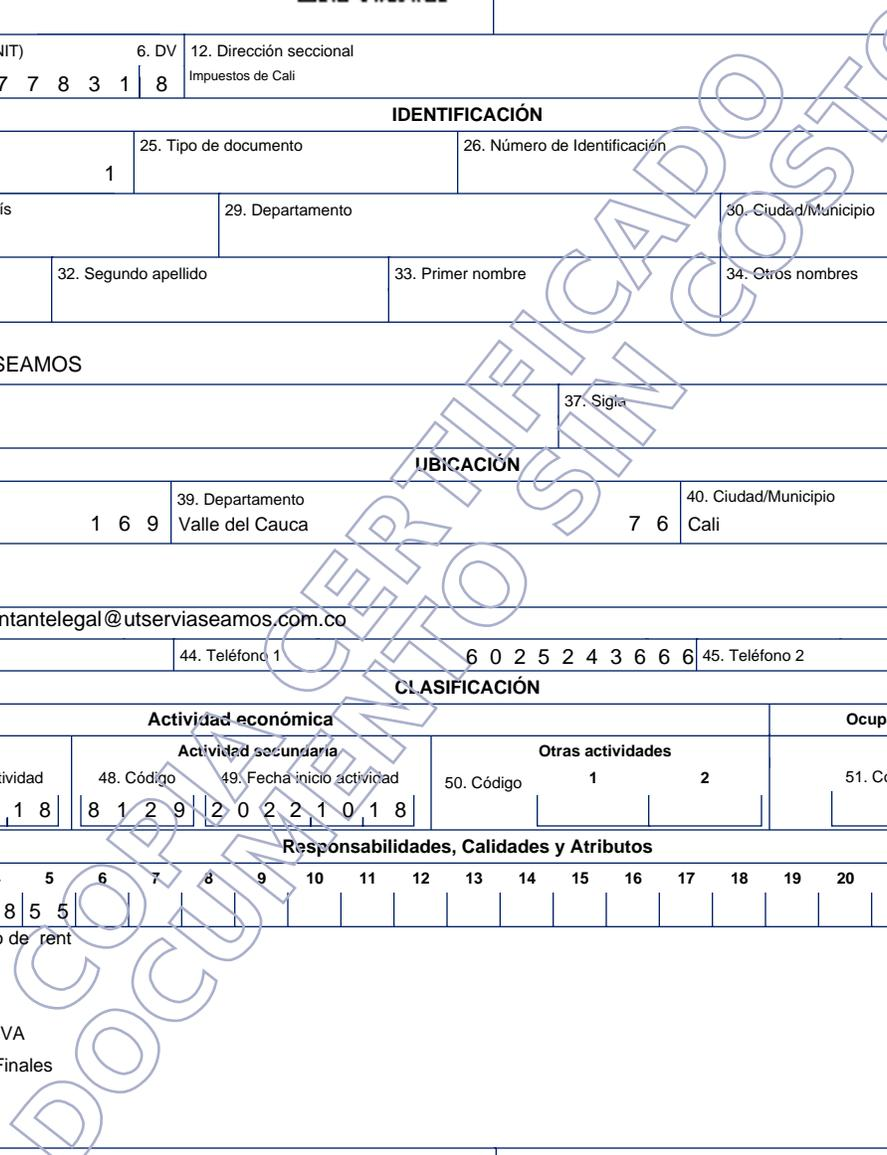 NIT) 6. DV 12. Dirección seccional
7 7 8 3 1 8 Impuestos de Cali
IDENTIFICACIÓN
25. Tipo de documento 26. Número de Identificación
1
ís 29. Departamento 30. Ciudad/Municipio
32. Segundo apellido 33. Primer nombre 34. Otros nombres
SEAMOS
37. Sigla
UBICACIÓN
39. Departamento 40. Ciudad/Municipio
1 6 9 Valle del Cauca 7 6 Cali
ntantelegal@utserviaseamos.com.co
44. Teléfono 1 6 0 2 5 2 4 3 6 6 6 45. Teléfono 2
CLASIFICACIÓN
Actividad económica Ocup
Actividad secundaria Otras actividades
tividad 48. Código 49. Fecha inicio actividad 50. Código 1 2 51. Có
1 8 8 1 2 9 2 0 2 2 1 0 1 8
Responsabilidades, Calidades y Atributos
5 6 7 8 9 10 11 12 13 14 15 16 17 18 19 20
8 5 5
o de rent
VA
Finales
COPIA CERTIFICADO
DOCUMENTO SIN COSTO